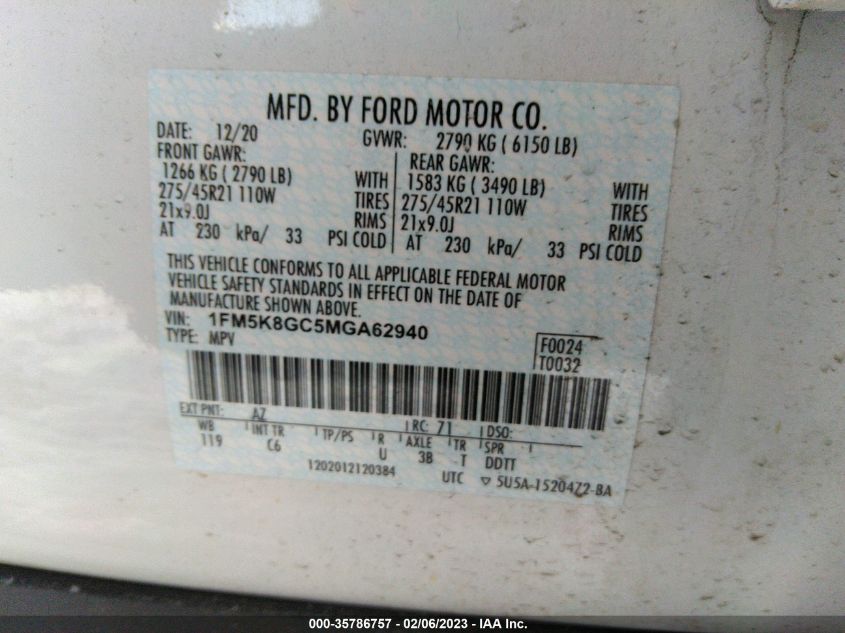 MFD. BY FORD MOTOR CO.
DATE: 12/20 GVWR: 2790 KG ( 6150 LB)
FRONT GAWR: REAR GAWR:
1266 KG ( 2790 LB) WITH 1583 KG ( 3490 LB) WITH
275/45R21 110W TIRES 275/45R21 110W TIRES
21x9.0J RIMS 21x9.0J RIMS
AT 230 kPa/ 33 PSI COLD AT 230 kPa/ 33 PSI COLD
THIS VEHICLE CONFORMS TO ALL APPLICABLE FEDERAL MOTOR
VEHICLE SAFETY STANDARDS IN EFFECT ON THE DATE OF
MANUFACTURE SHOWN ABOVE.
VIN: 1FM5K8GC5MGA62940
TYPE: MPV
F0024
T0032
EXT PNT: AZ RC: 71 DSO:
WB INT TR TP/PS R AXLE TR SPR
119 C6 U 3B T DDTT
1202012120384 UTC ▽ 5U5A-1520472-BA
000-35786757 - 02/06/2023 - IAA Inc.